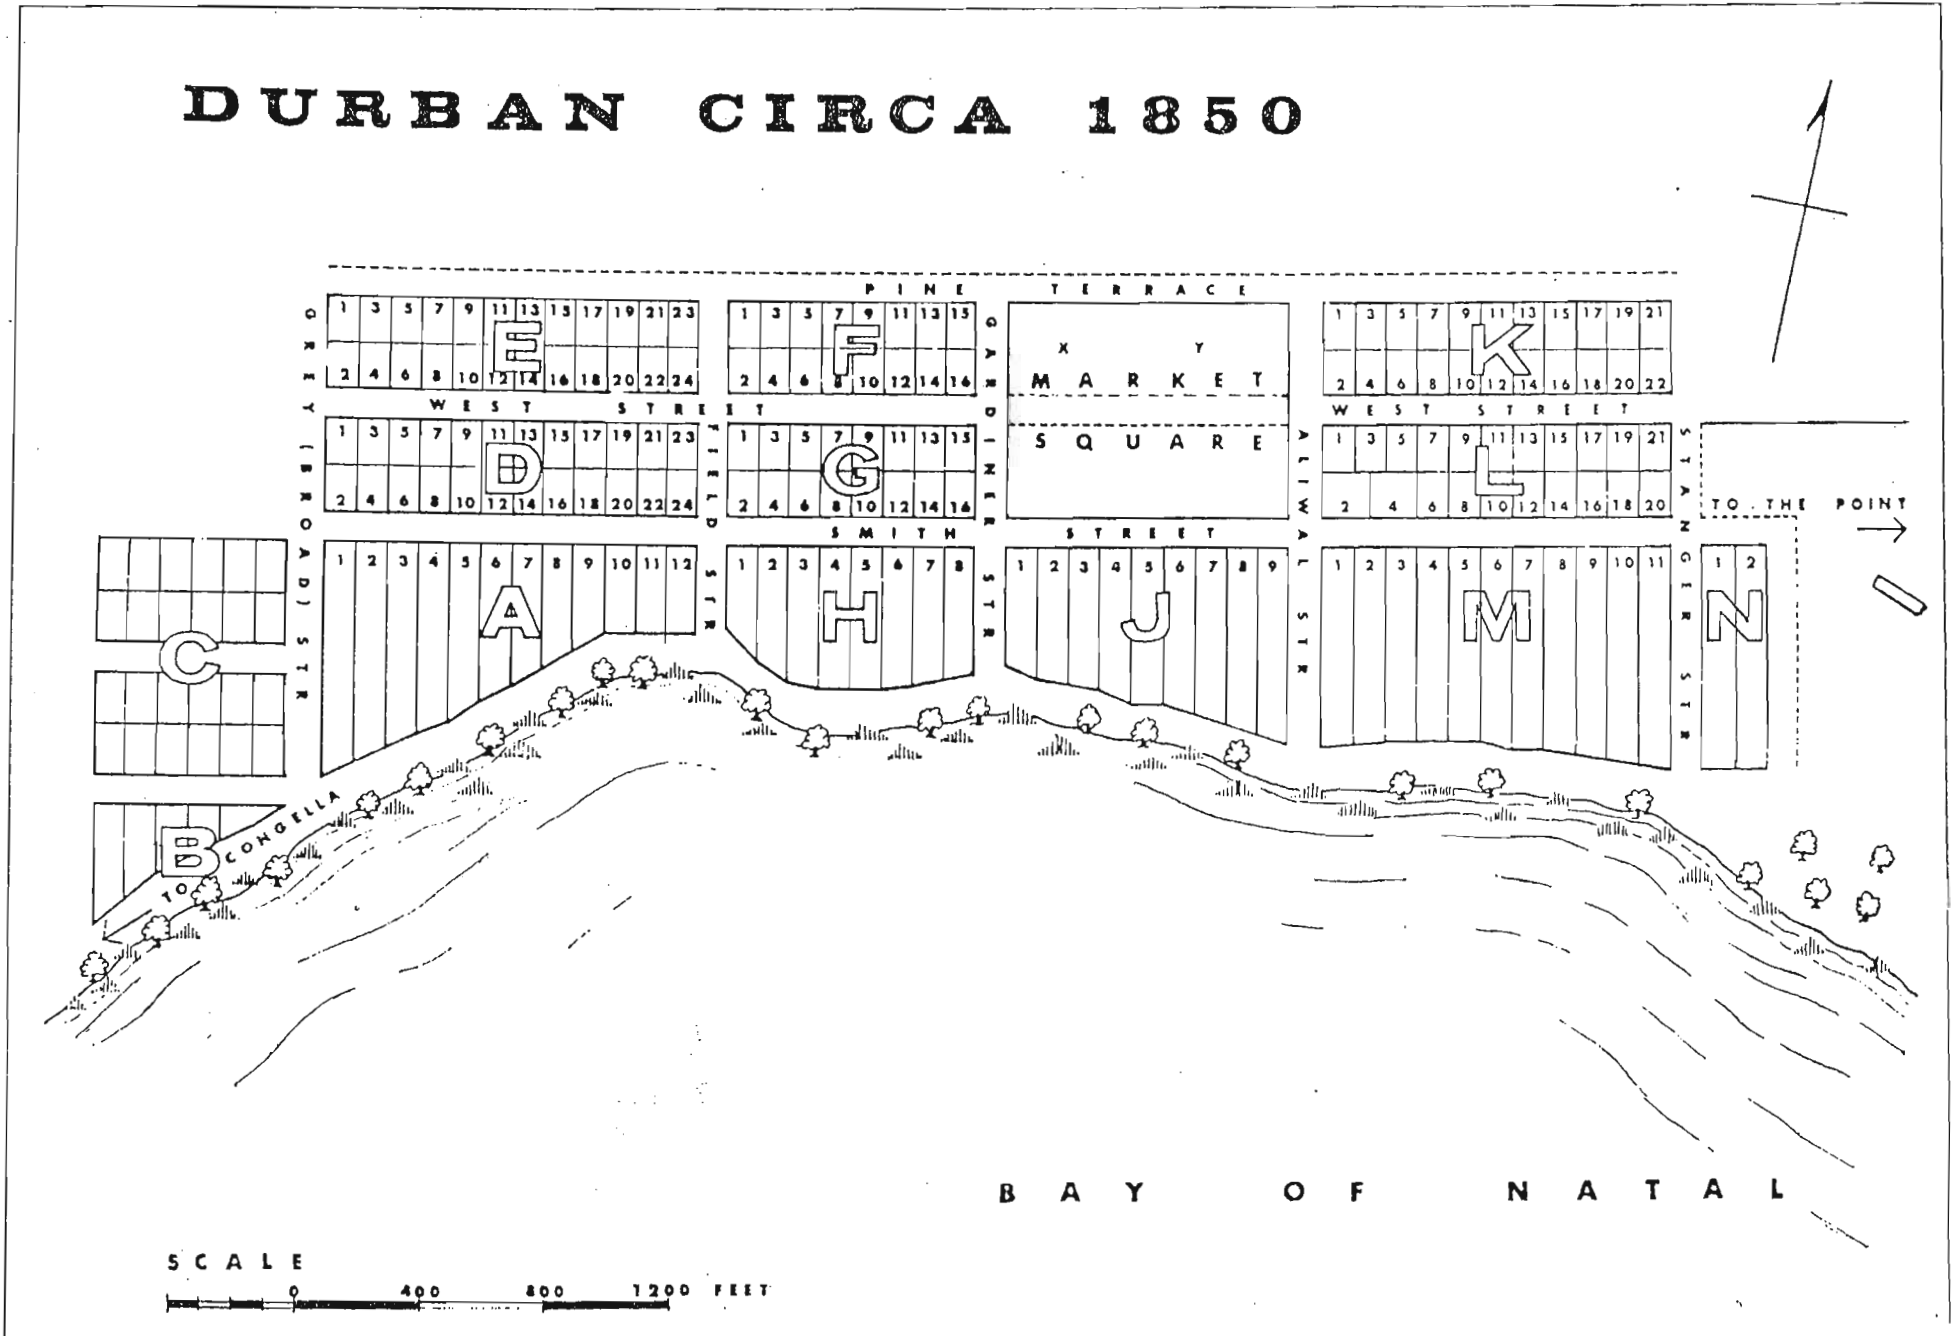 DURBAN CIRCA 1850
PINE TERRACE
GREY (BROAD) STR
1 3 5 7 9 11 13 15 17 19 21 23
E
2 4 6 8 10 12 14 16 18 20 22 24
1 3 5 7 9 11 13 15
F
2 4 6 8 10 12 14 16
GARDINER STR
X Y
MARKET
SQUARE
1 3 5 7 9 11 13 15 17 19 21
K
2 4 6 8 10 12 14 16 18 20 22
WEST STREET
WEST STREET
1 3 5 7 9 11 13 15 17 19 21 23
D
2 4 6 8 10 12 14 16 18 20 22 24
FIELD STR
1 3 5 7 9 11 13 15
G
2 4 6 8 10 12 14 16
ALIWAL STR
1 3 5 7 9 11 13 15 17 19 21
L
2 4 6 8 10 12 14 16 18 20
STANGER STR
TO THE POINT
SMITH STREET
1 2 3 4 5 6 7 8 9 10 11 12
A
1 2 3 4 5 6 7 8
H
1 2 3 4 5 6 7 8 9
J
1 2 3 4 5 6 7 8 9 10 11
M
1 2
N
C
B
TO CONGELLA
BAY OF NATAL
SCALE
0 400 800 1200 FEET